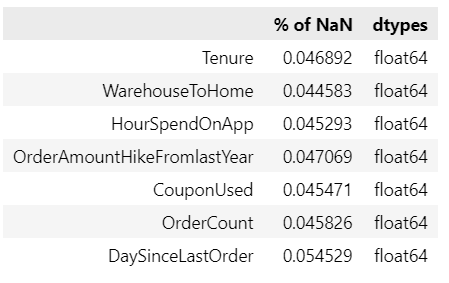 % of NaN dtypes
Tenure 0.046892 float64
WarehouseToHome 0.044583 float64
HourSpendOnApp 0.045293 float64
OrderAmountHikeFromlastYear 0.047069 float64
CouponUsed 0.045471 float64
OrderCount 0.045826 float64
DaySinceLastOrder 0.054529 float64